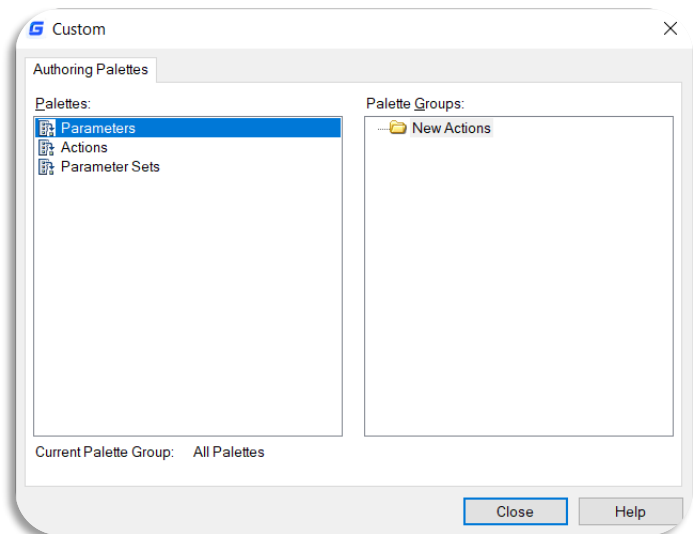 Custom
Authoring Palettes
Palettes:
Parameters
Actions
Parameter Sets
Palette Groups:
New Actions
Current Palette Group: All Palettes
Close
Help